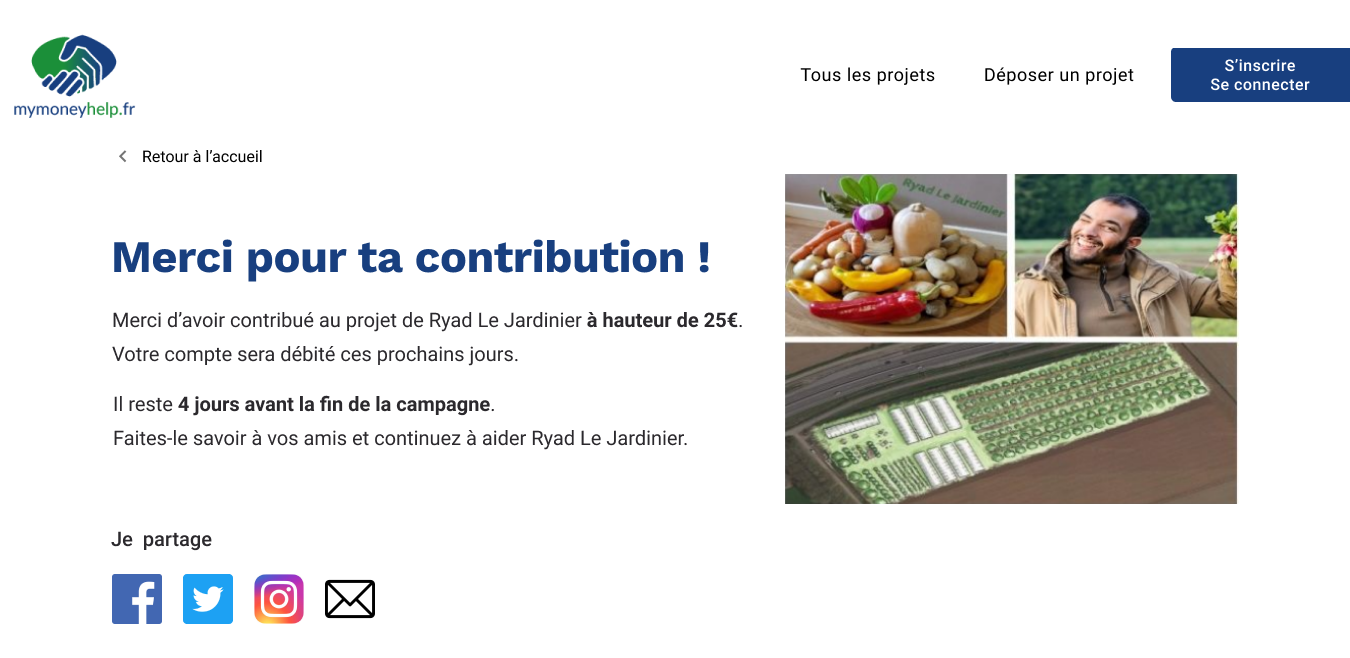 mymoneyhelp.fr
Tous les projets
Déposer un projet
S’inscrire
Se connecter
Retour à l’accueil
Ryad Le Jardinier
Merci pour ta contribution !
Merci d’avoir contribué au projet de Ryad Le Jardinier à hauteur de 25€.
Votre compte sera débité ces prochains jours.
Il reste 4 jours avant la fin de la campagne.
Faites-le savoir à vos amis et continuez à aider Ryad Le Jardinier.
Je partage